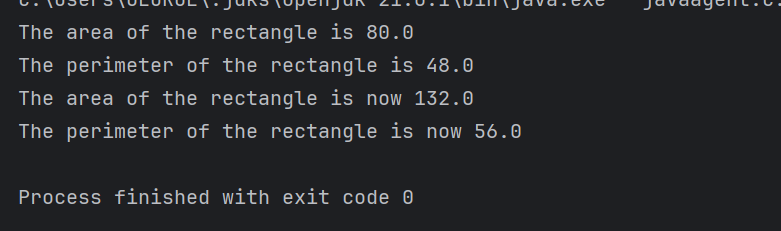 c:\Users\GEORGE\.jdks\openjdk-21.0.1\bin\java.exe "-javaagent:C:
The area of the rectangle is 80.0
The perimeter of the rectangle is 48.0
The area of the rectangle is now 132.0
The perimeter of the rectangle is now 56.0
Process finished with exit code 0